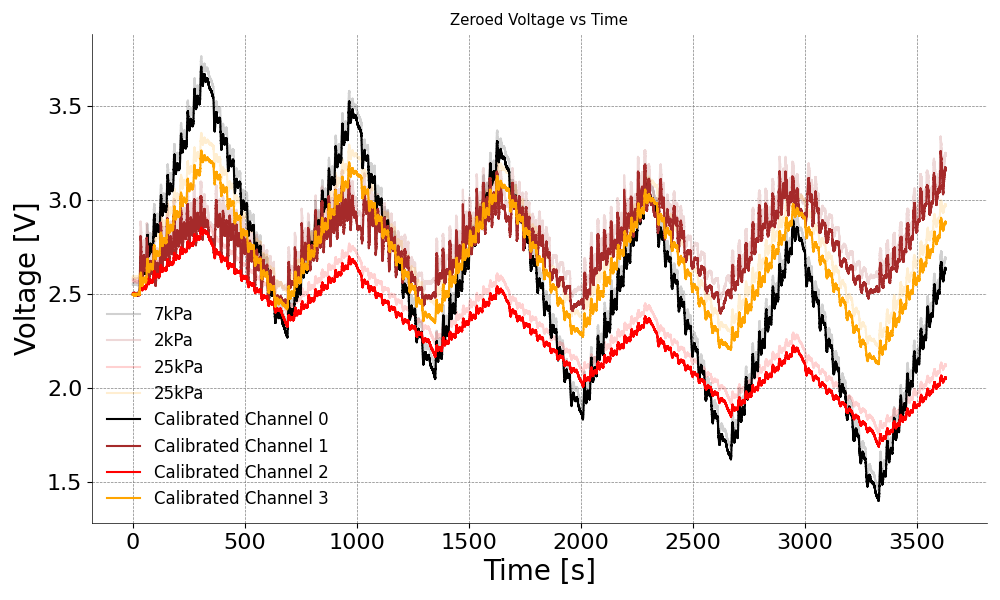 Zeroed Voltage vs Time
Voltage [V]
3.5
3.0
2.5
2.0
1.5
7kPa
2kPa
25kPa
25kPa
Calibrated Channel 0
Calibrated Channel 1
Calibrated Channel 2
Calibrated Channel 3
0 500 1000 1500 2000 2500 3000 3500
Time [s]